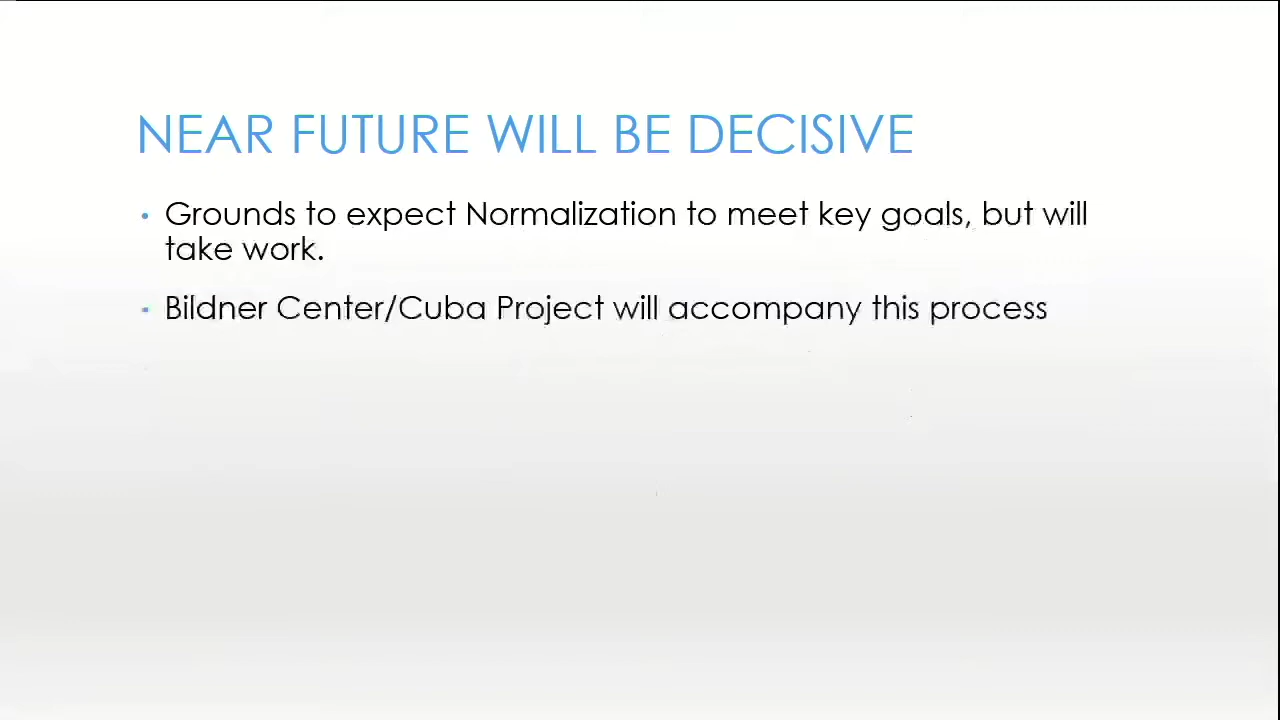 NEAR FUTURE WILL BE DECISIVE
• Grounds to expect Normalization to meet key goals, but will
take work.
• Bildner Center/Cuba Project will accompany this process